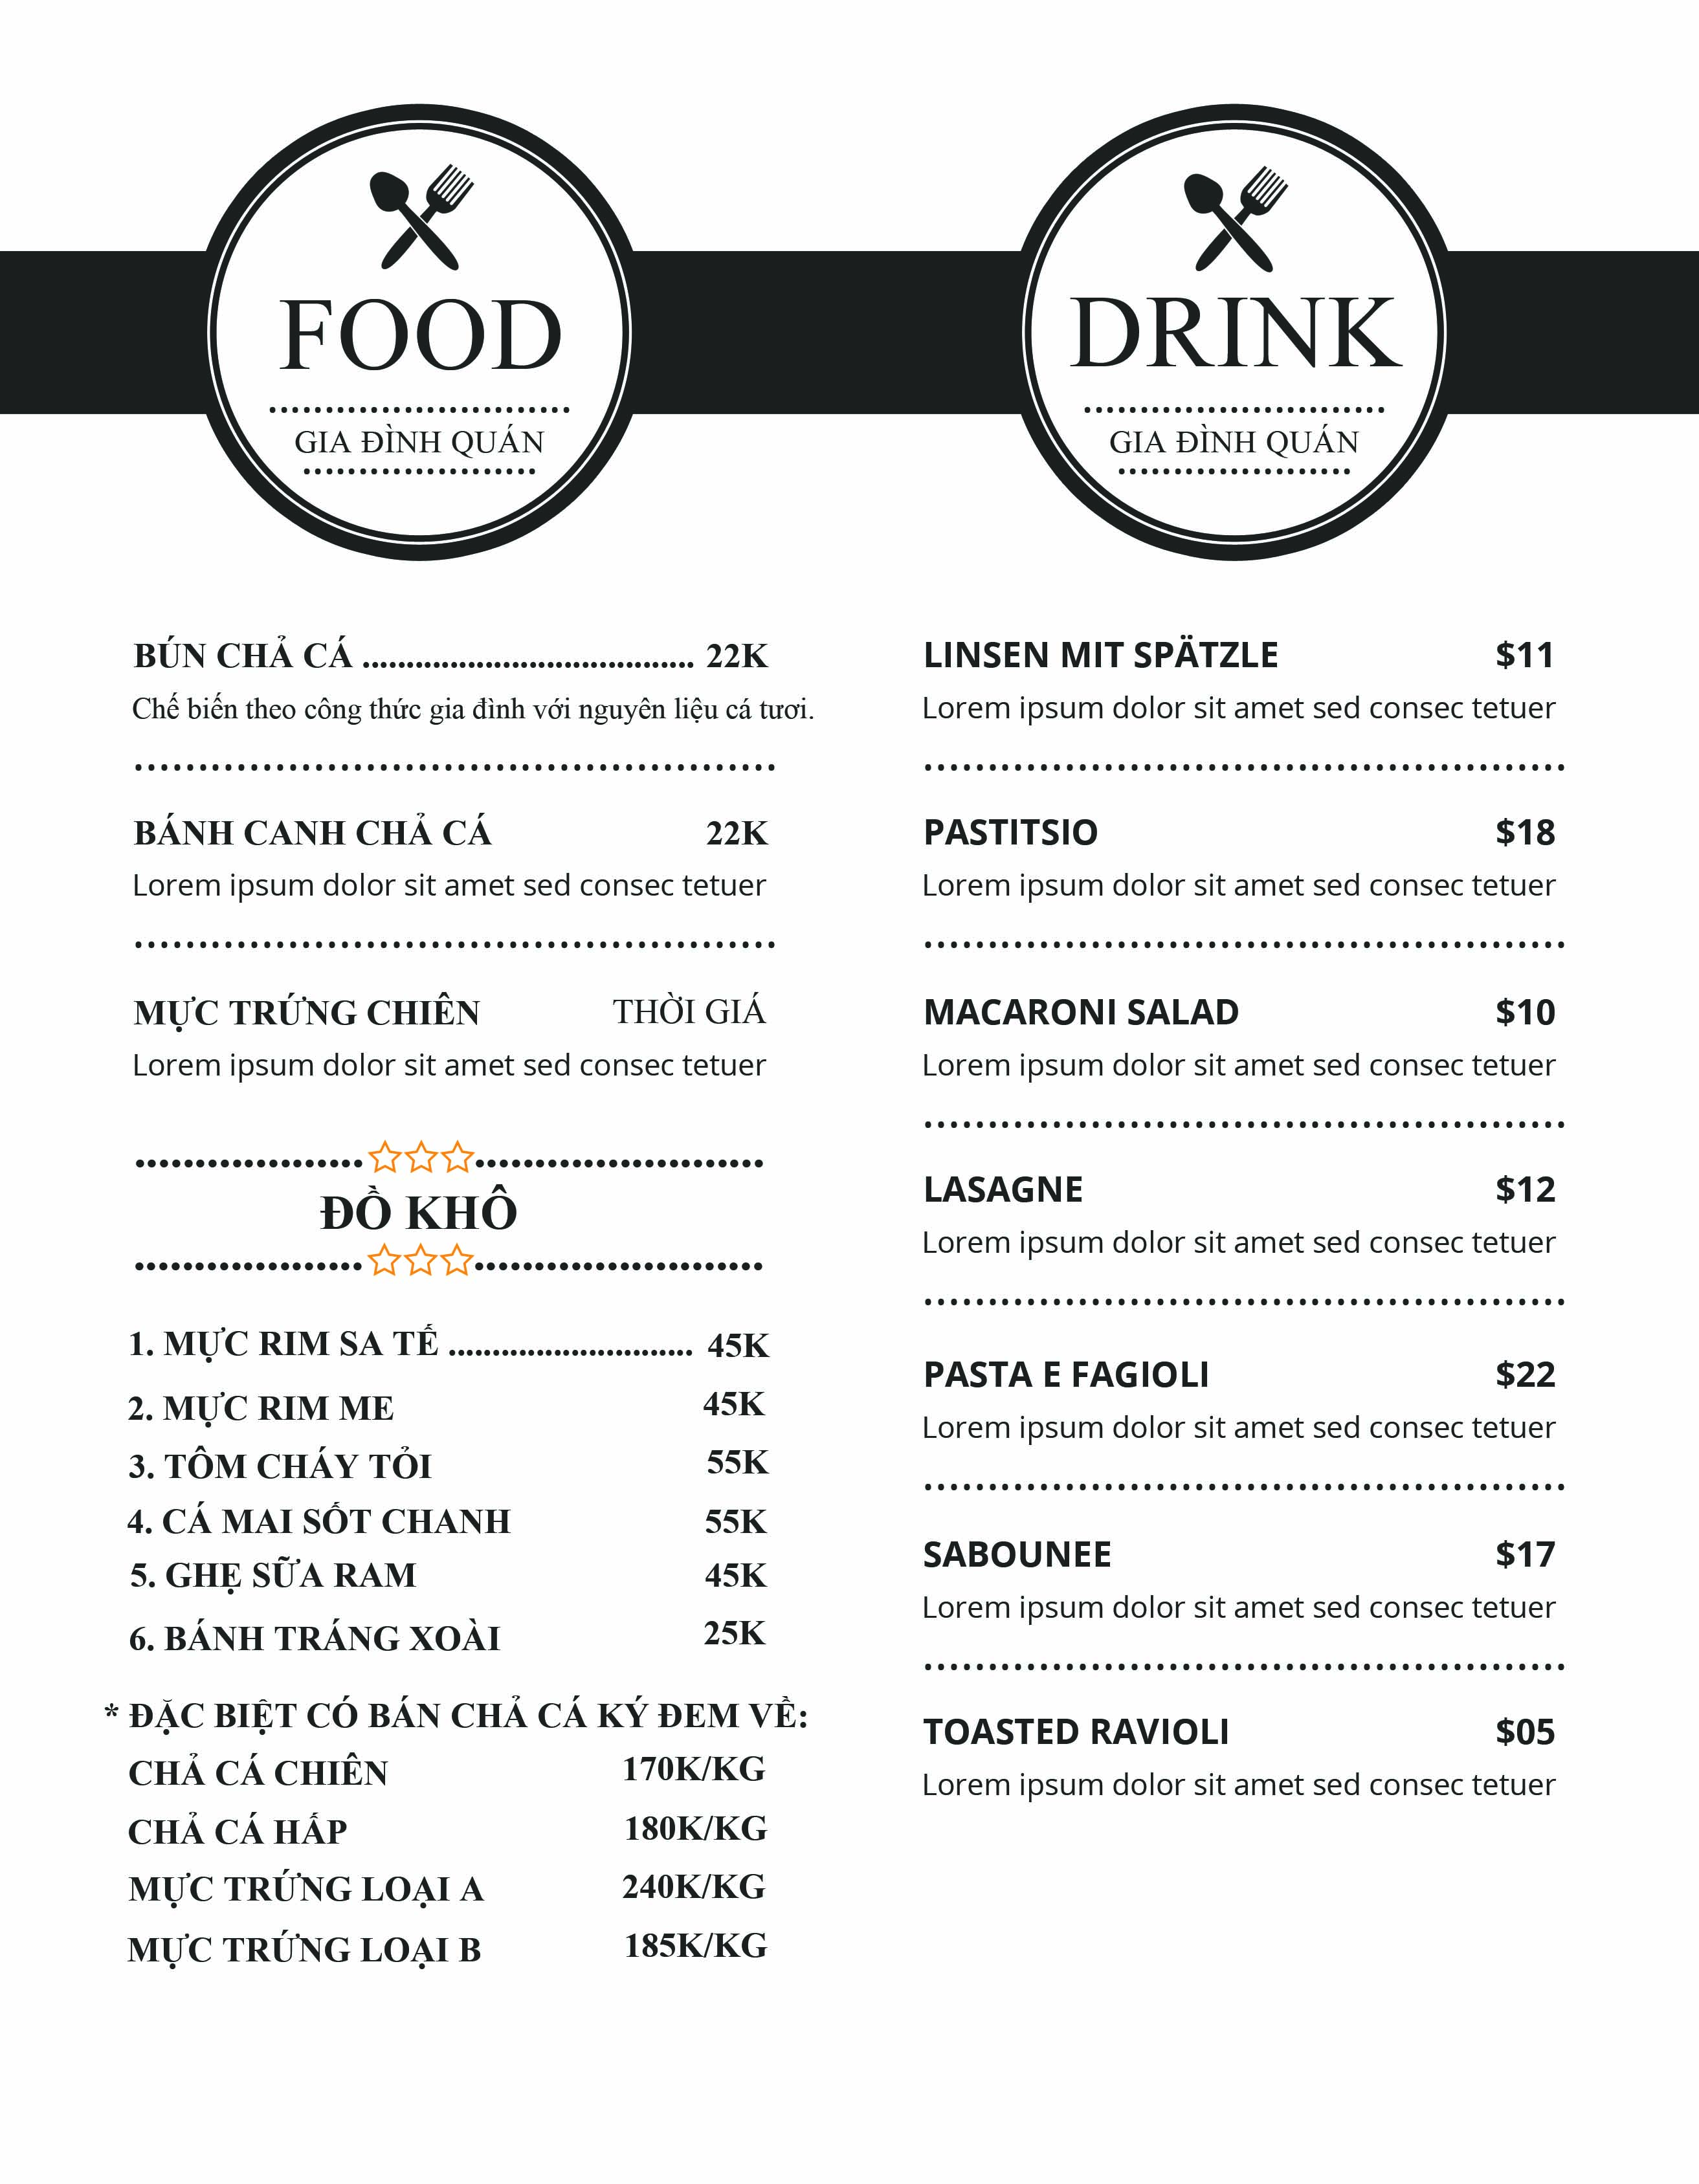 FOOD
GIA ĐÌNH QUÁN
BÚN CHẢ CÁ ...................................... 22K
Chế biến theo công thức gia đình với nguyên liệu cá tươi.
BÁNH CANH CHẢ CÁ 22K
Lorem ipsum dolor sit amet sed consec tetuer
MỰC TRỨNG CHIÊN THỜI GIÁ
Lorem ipsum dolor sit amet sed consec tetuer
ĐỒ KHÔ
1. MỰC RIM SA TẾ ............................ 45K
2. MỰC RIM ME 45K
3. TÔM CHÁY TỎI 55K
4. CÁ MAI SỐT CHANH 55K
5. GHẸ SỮA RAM 45K
6. BÁNH TRÁNG XOÀI 25K
* ĐẶC BIỆT CÓ BÁN CHẢ CÁ KÝ ĐEM VỀ:
CHẢ CÁ CHIÊN 170K/KG
CHẢ CÁ HẤP 180K/KG
MỰC TRỨNG LOẠI A 240K/KG
MỰC TRỨNG LOẠI B 185K/KG
DRINK
GIA ĐÌNH QUÁN
LINSEN MIT SPÄTZLE $11
Lorem ipsum dolor sit amet sed consec tetuer
PASTITSIO $18
Lorem ipsum dolor sit amet sed consec tetuer
MACARONI SALAD $10
Lorem ipsum dolor sit amet sed consec tetuer
LASAGNE $12
Lorem ipsum dolor sit amet sed consec tetuer
PASTA E FAGIOLI $22
Lorem ipsum dolor sit amet sed consec tetuer
SABOUNEE $17
Lorem ipsum dolor sit amet sed consec tetuer
TOASTED RAVIOLI $05
Lorem ipsum dolor sit amet sed consec tetuer